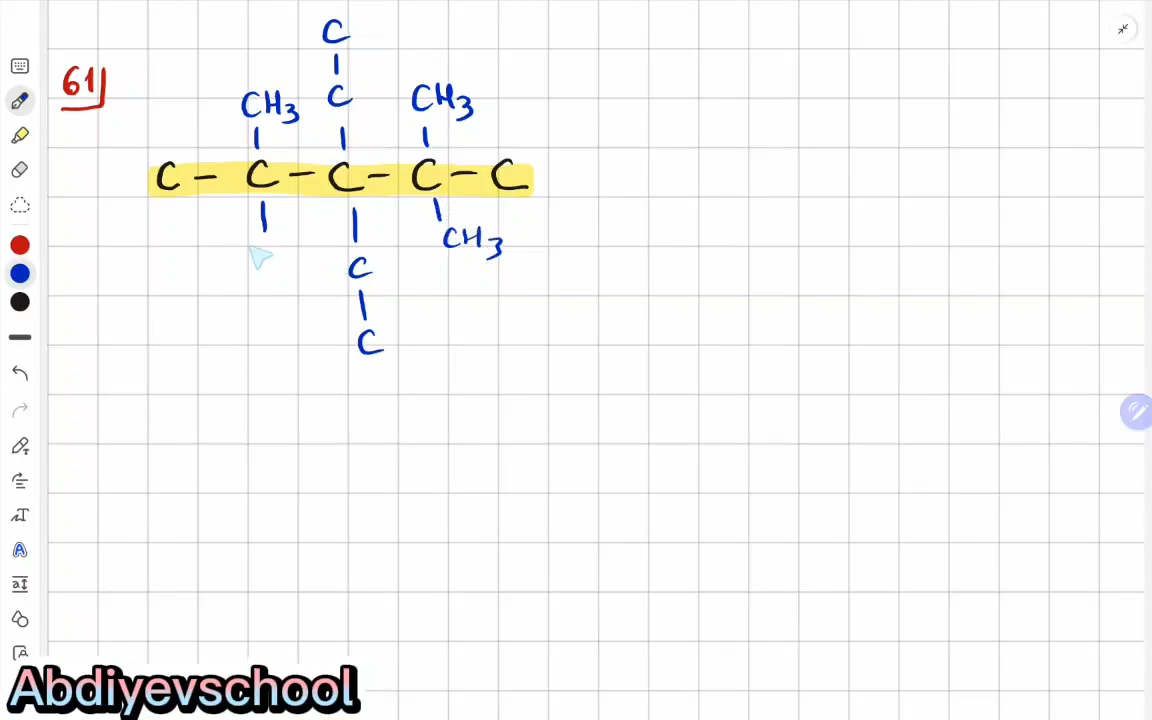 61
C
CH3 C CH3
C - C - C - C - C
CH3
C
C
Abdiyevschool